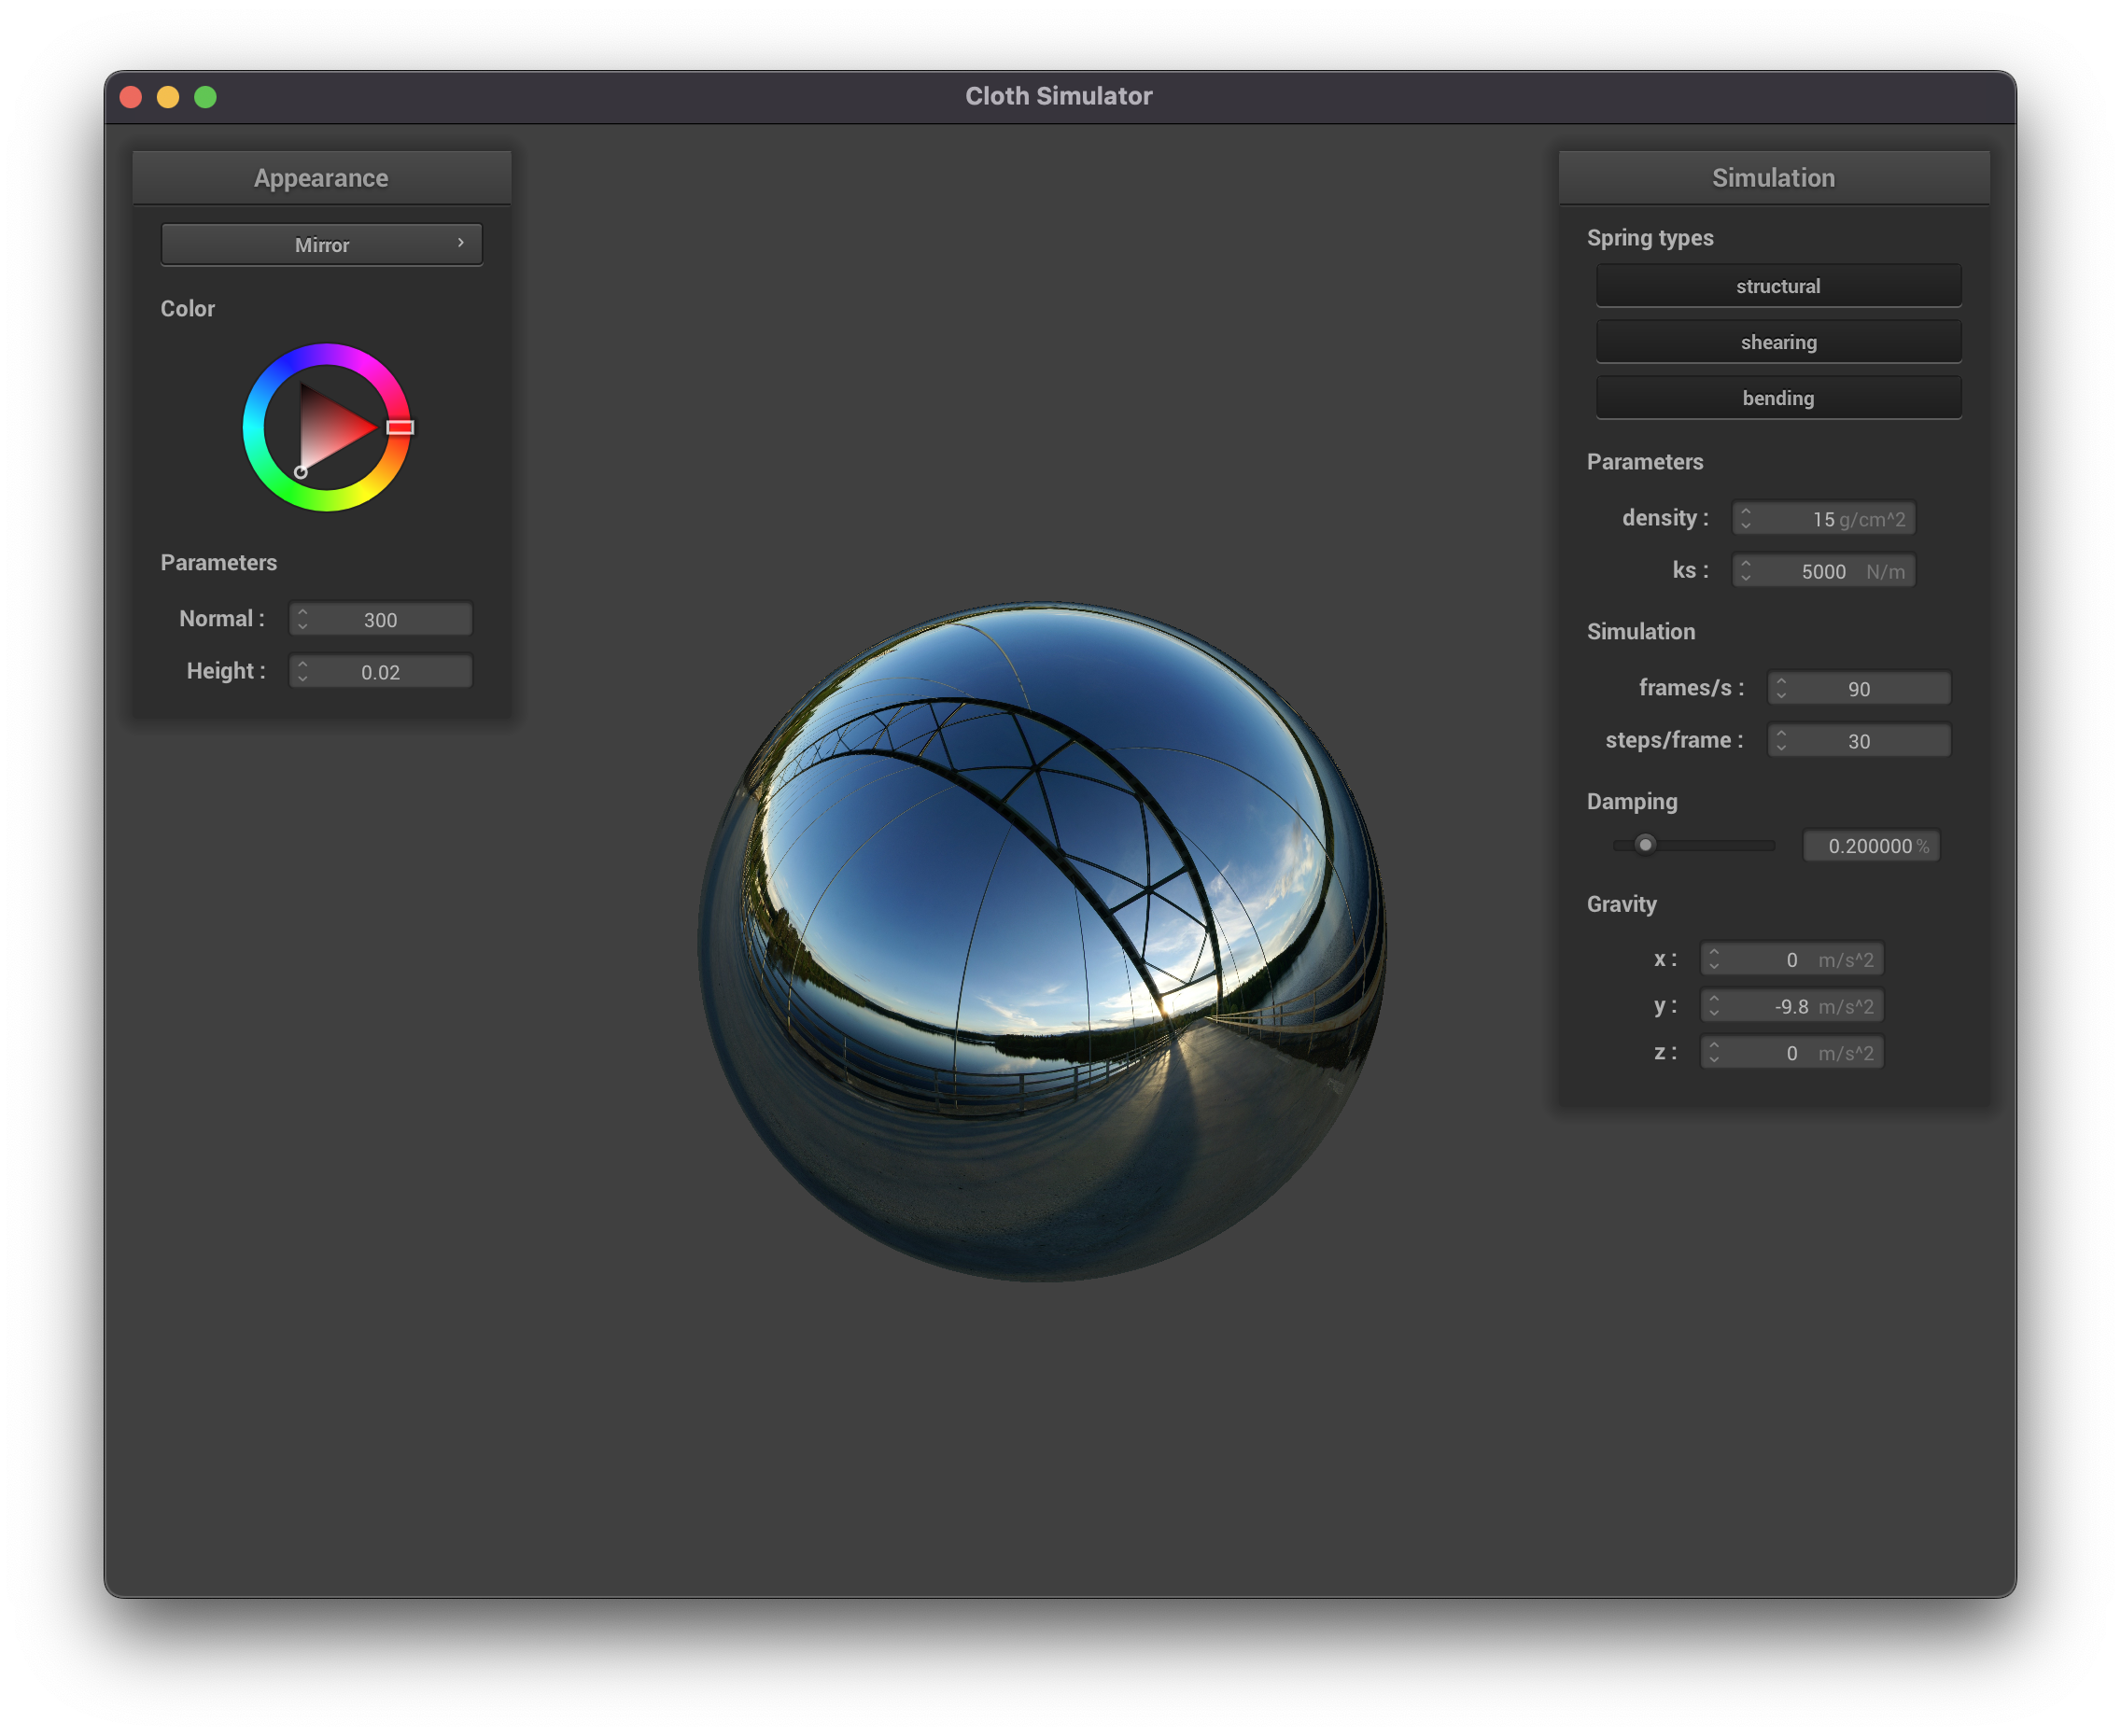 Cloth Simulator
Appearance
Mirror
Color
Parameters
Normal : 300
Height : 0.02
Simulation
Spring types
structural
shearing
bending
Parameters
density : 15 g/cm^2
ks : 5000 N/m
Simulation
frames/s : 90
steps/frame : 30
Damping
0.200000 %
Gravity
x : 0 m/s^2
y : -9.8 m/s^2
z : 0 m/s^2